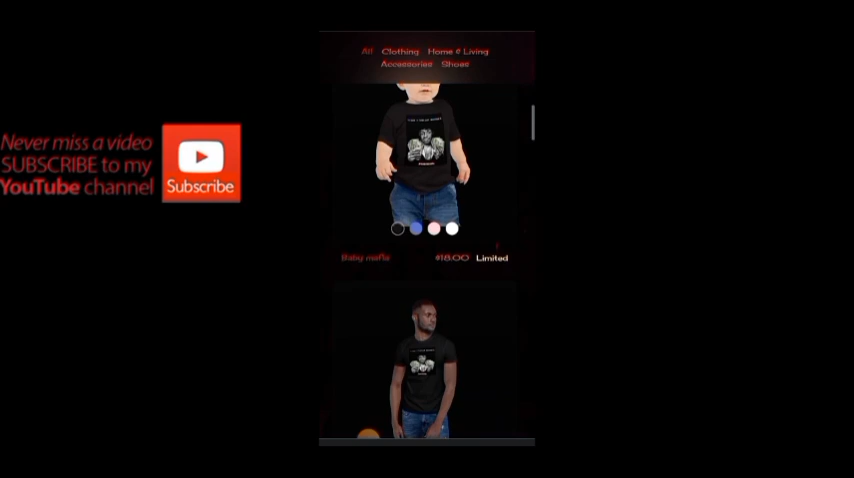 Never miss a video
SUBSCRIBE to my
YouTube channel
Subscribe
All Clothing Home & Living
Accessories Shoes
Baby mafia $18.00 Limited